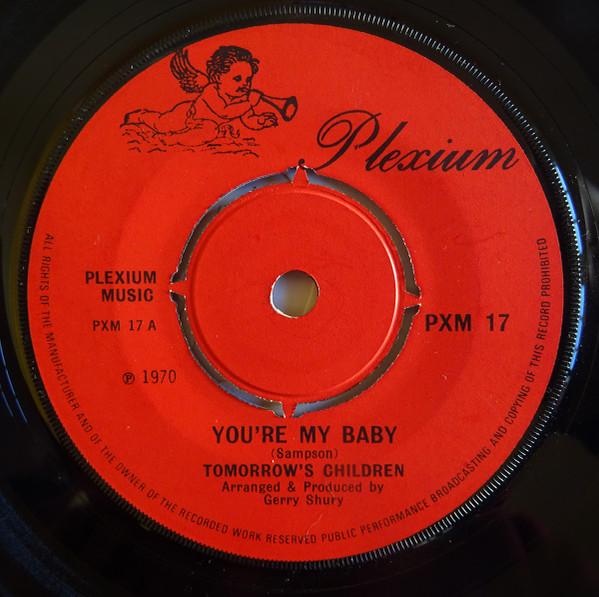 Plexium
PLEXIUM
MUSIC
PXM 17 A
PXM 17
℗ 1970
YOU'RE MY BABY
(Sampson)
TOMORROW'S CHILDREN
Arranged & Produced by
Gerry Shury
ALL RIGHTS OF THE MANUFACTURER AND OF THE OWNER OF THE RECORDED WORK RESERVED PUBLIC PERFORMANCE BROADCASTING AND COPYING OF THIS RECORD PROHIBITED